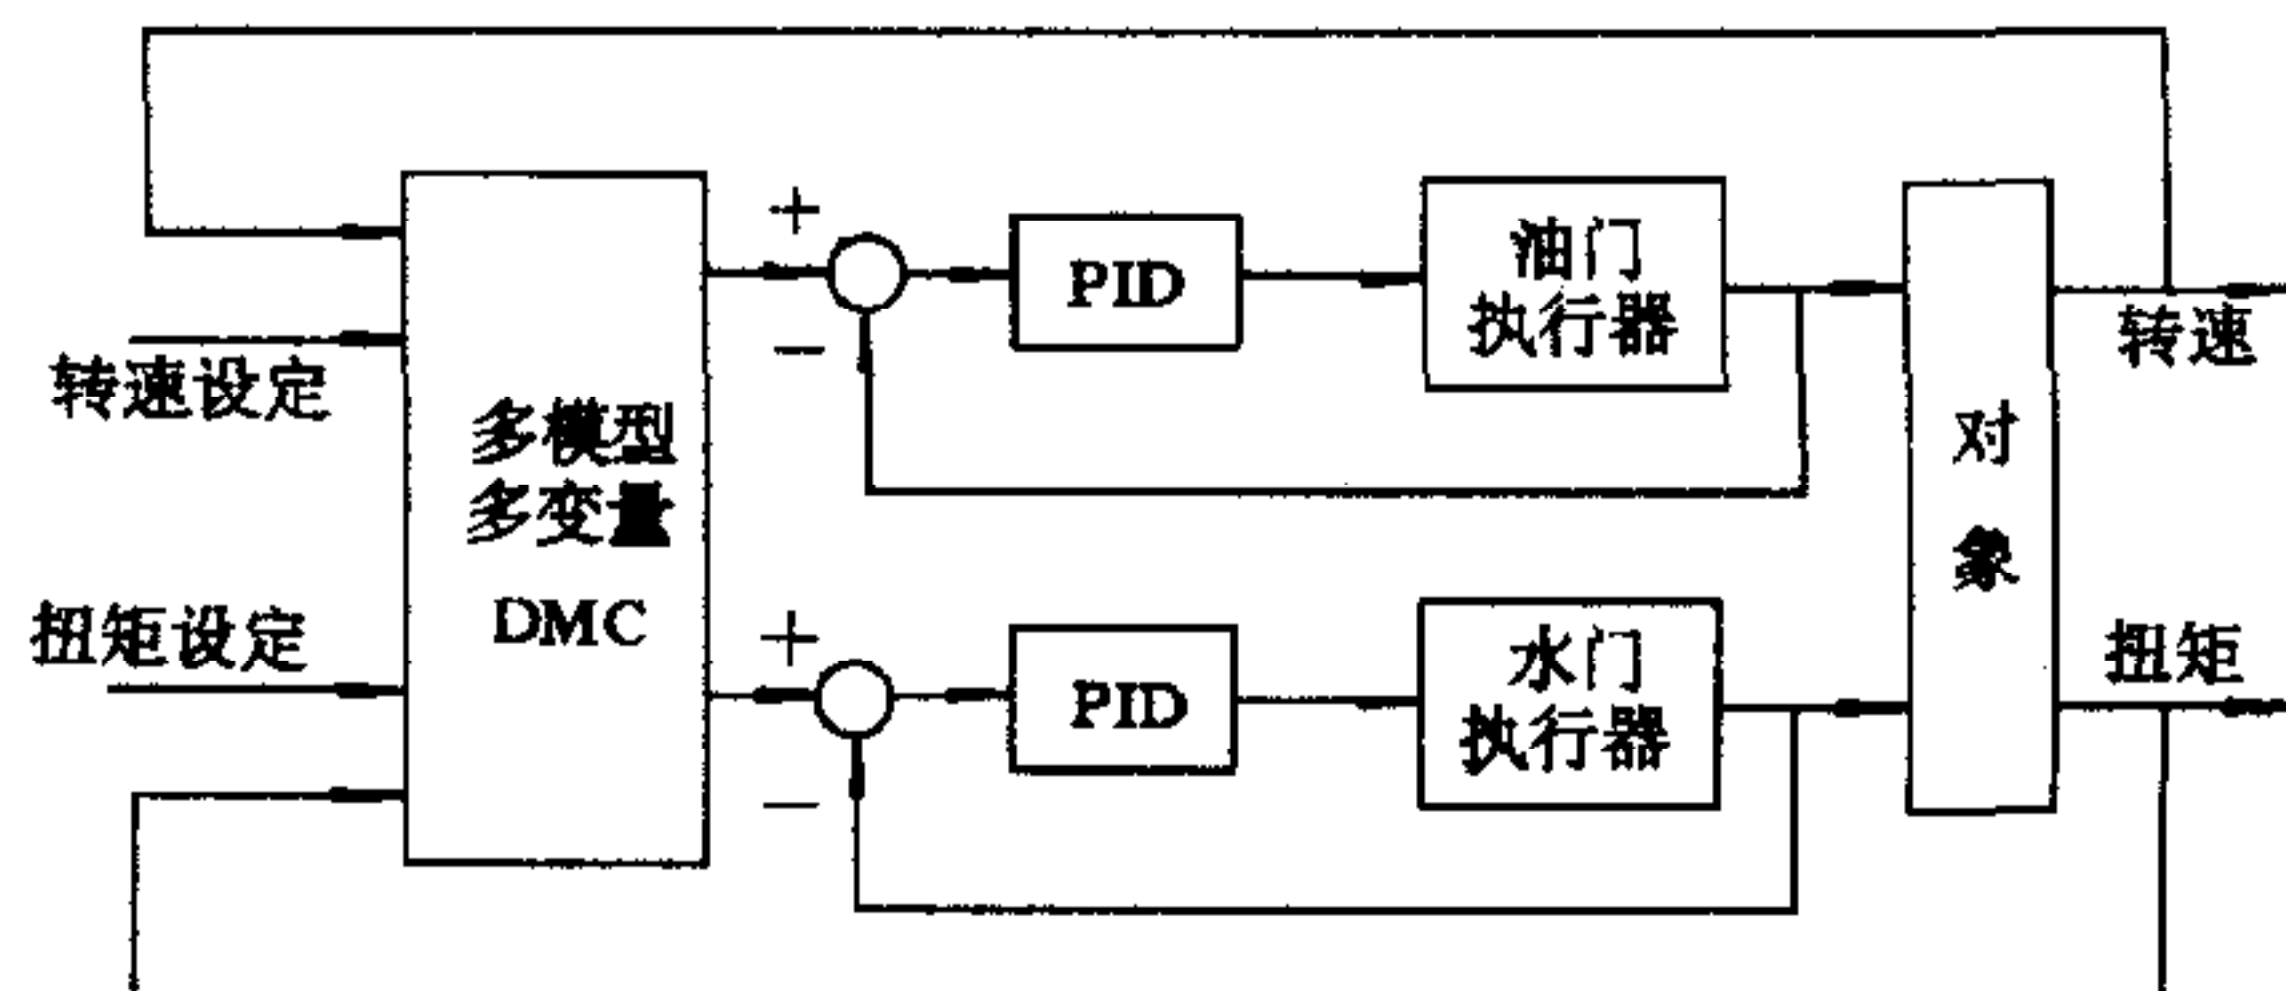 +
PID
油门
执行器
−
转速
转速设定
多模型
多变量
DMC
对
象
扭矩设定
+
PID
水门
执行器
−
扭矩